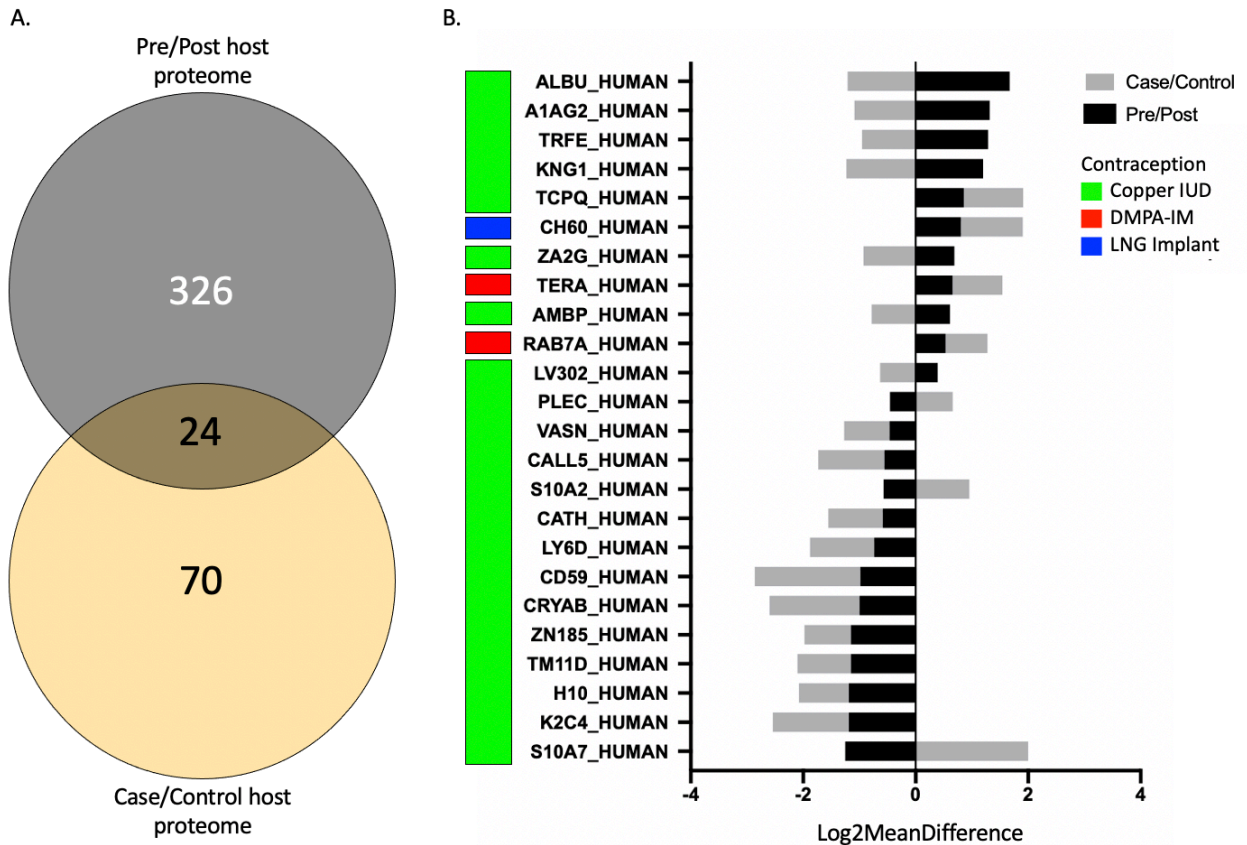 A.
Pre/Post host
proteome
326
24
70
Case/Control host
proteome
B.
ALBU_HUMAN
A1AG2_HUMAN
TRFE_HUMAN
KNG1_HUMAN
TCPQ_HUMAN
CH60_HUMAN
ZA2G_HUMAN
TERA_HUMAN
AMBP_HUMAN
RAB7A_HUMAN
LV302_HUMAN
PLEC_HUMAN
VASN_HUMAN
CALL5_HUMAN
S10A2_HUMAN
CATH_HUMAN
LY6D_HUMAN
CD59_HUMAN
CRYAB_HUMAN
ZN185_HUMAN
TM11D_HUMAN
H10_HUMAN
K2C4_HUMAN
S10A7_HUMAN
-4 -2 0 2 4
Log2MeanDifference
Case/Control
Pre/Post
Contraception
Copper IUD
DMPA-IM
LNG Implant